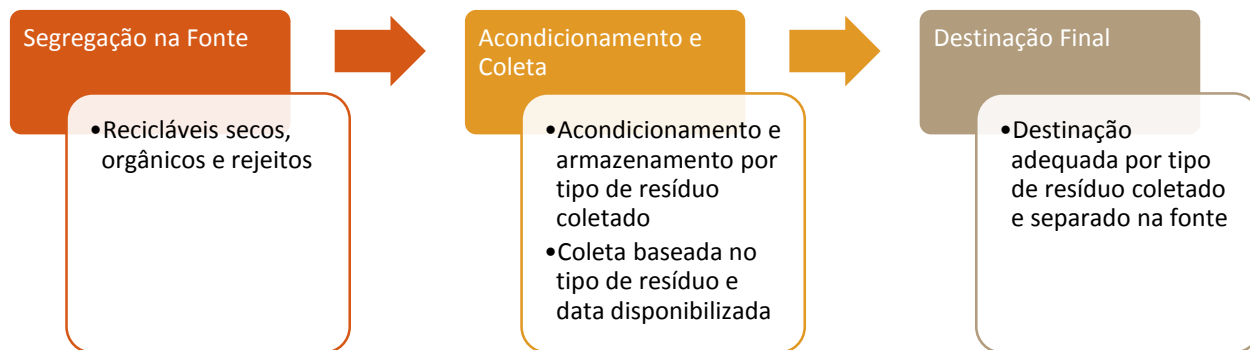 Segregação na Fonte
•Recicláveis secos,
orgânicos e rejeitos
Acondicionamento e
Coleta
•Acondicionamento e
armazenamento por
tipo de resíduo
coletado
•Coleta baseada no
tipo de resíduo e
data disponibilizada
Destinação Final
•Destinação
adequada por tipo
de resíduo coletado
e separado na fonte